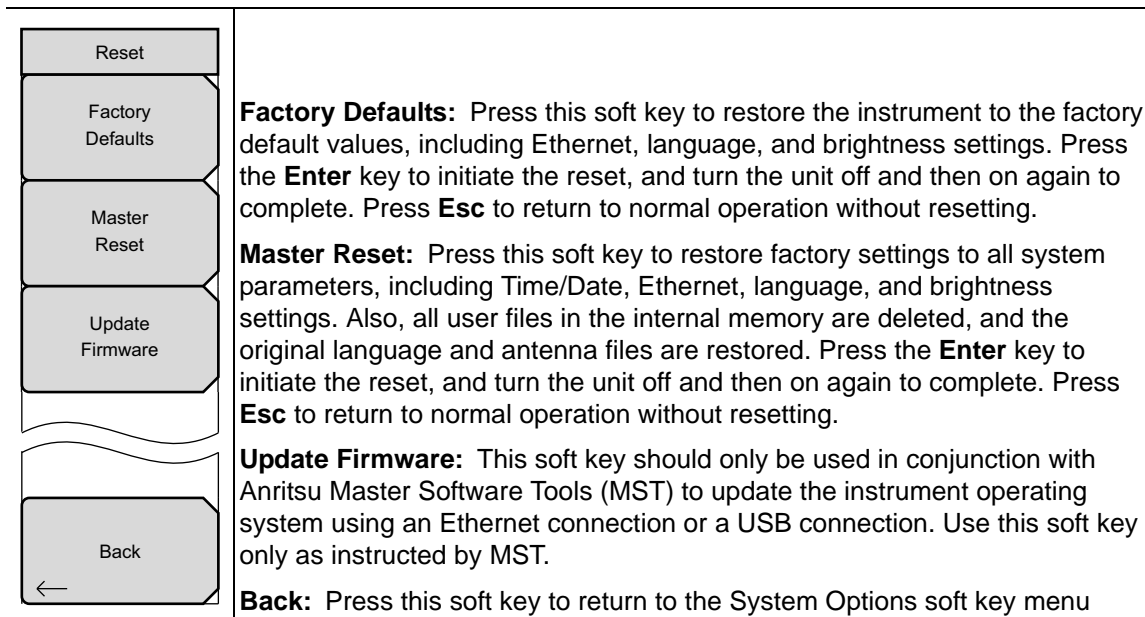 Reset
Factory
Defaults
Master
Reset
Update
Firmware
Back
Factory Defaults: Press this soft key to restore the instrument to the factory
default values, including Ethernet, language, and brightness settings. Press
the Enter key to initiate the reset, and turn the unit off and then on again to
complete. Press Esc to return to normal operation without resetting.
Master Reset: Press this soft key to restore factory settings to all system
parameters, including Time/Date, Ethernet, language, and brightness
settings. Also, all user files in the internal memory are deleted, and the
original language and antenna files are restored. Press the Enter key to
initiate the reset, and turn the unit off and then on again to complete. Press
Esc to return to normal operation without resetting.
Update Firmware: This soft key should only be used in conjunction with
Anritsu Master Software Tools (MST) to update the instrument operating
system using an Ethernet connection or a USB connection. Use this soft key
only as instructed by MST.
Back: Press this soft key to return to the System Options soft key menu